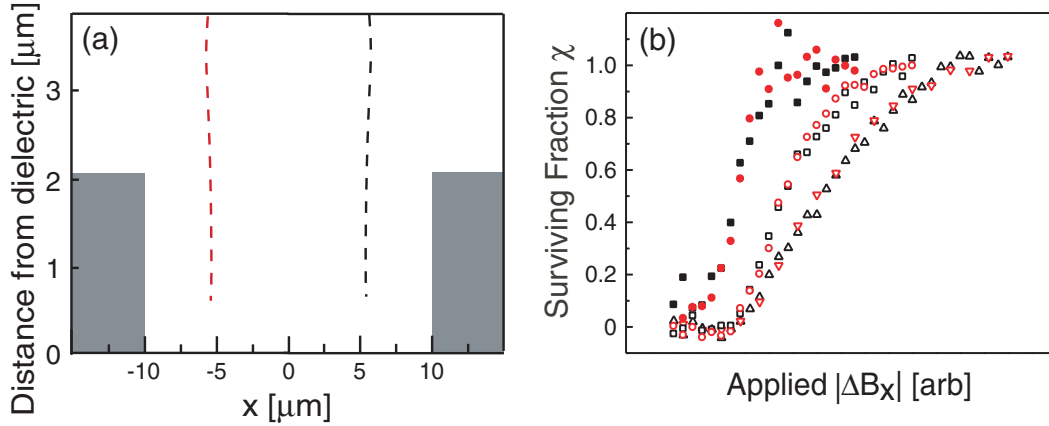 (a)
Distance from dielectric [μm]
3
2
1
0
-10
-5
0
5
10
x [μm]
(b)
Surviving Fraction χ
1.0
0.8
0.6
0.4
0.2
0
Applied |ΔBx| [arb]